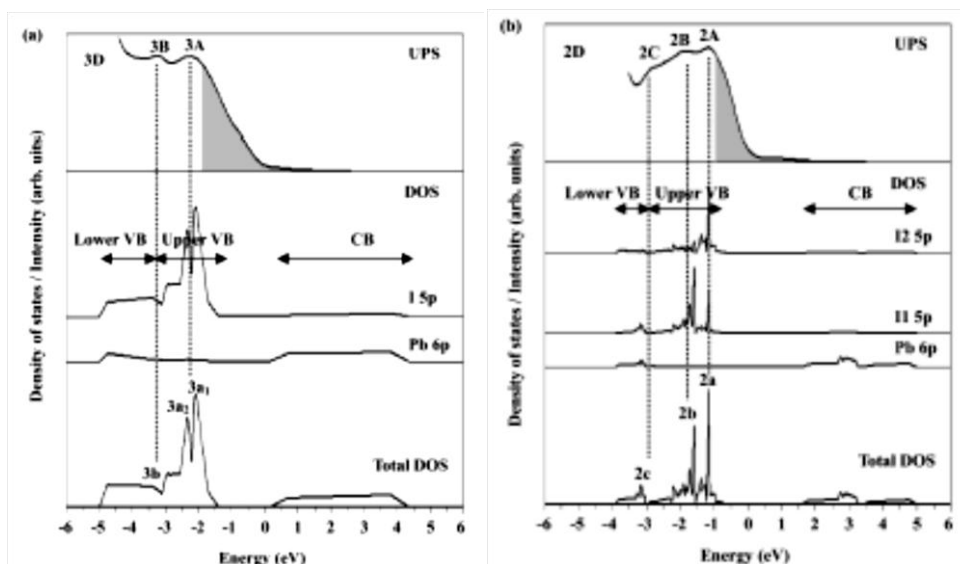 (a)
3D
3B
3A
UPS
DOS
Lower VB
Upper VB
CB
I 5p
Pb 6p
3a₁
3a₂
3b
Total DOS
Density of states / Intensity (arb. uits)
-6 -5 -4 -3 -2 -1 0 1 2 3 4 5 6
Energy (eV)
(b)
2D
2C
2B
2A
UPS
DOS
Lower VB
Upper VB
CB
I2 5p
I1 5p
Pb 6p
2a
2b
2c
Total DOS
Density of states / Intensity (arb. units)
-6 -5 -4 -3 -2 -1 0 1 2 3 4 5 6
Energy (eV)